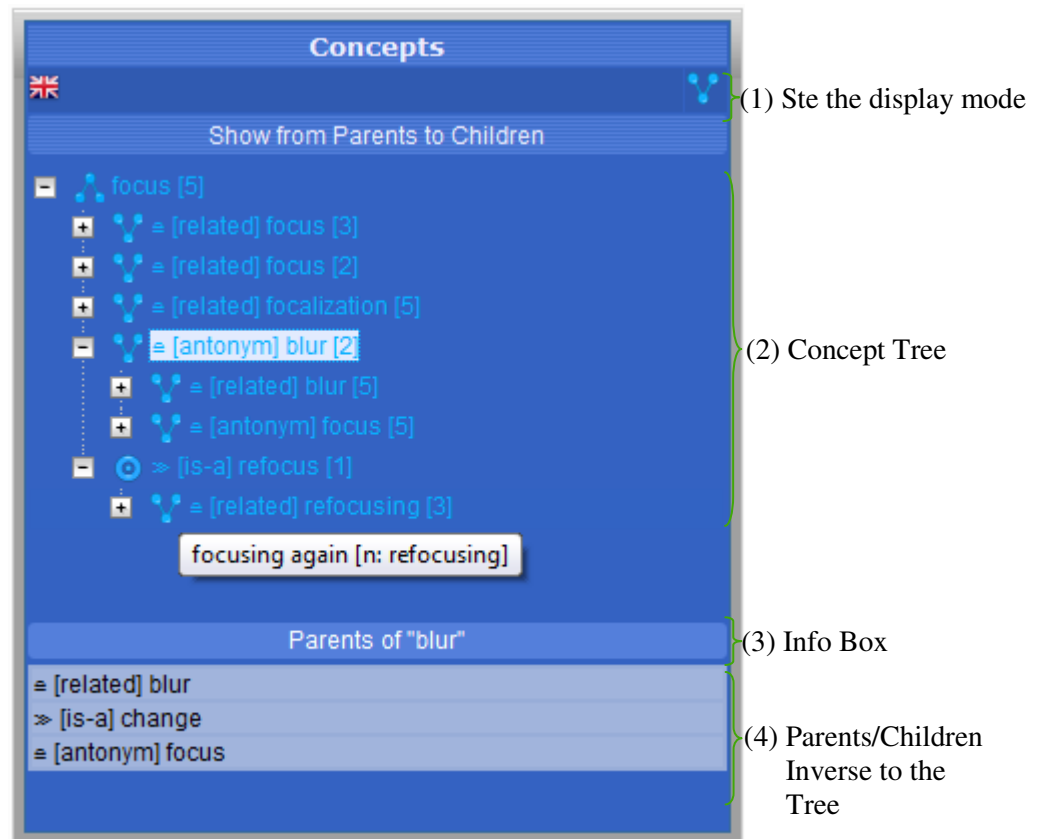 Concepts
(1) Ste the display mode
Show from Parents to Children
focus [5]
≏ [related] focus [3]
≏ [related] focus [2]
≏ [related] focalization [5]
≏ [antonym] blur [2]
(2) Concept Tree
≏ [related] blur [5]
≏ [antonym] focus [5]
≫ [is-a] refocus [1]
≏ [related] refocusing [3]
focusing again [n: refocusing]
Parents of "blur"
(3) Info Box
≏ [related] blur
≫ [is-a] change
≏ [antonym] focus
(4) Parents/Children
Inverse to the
Tree